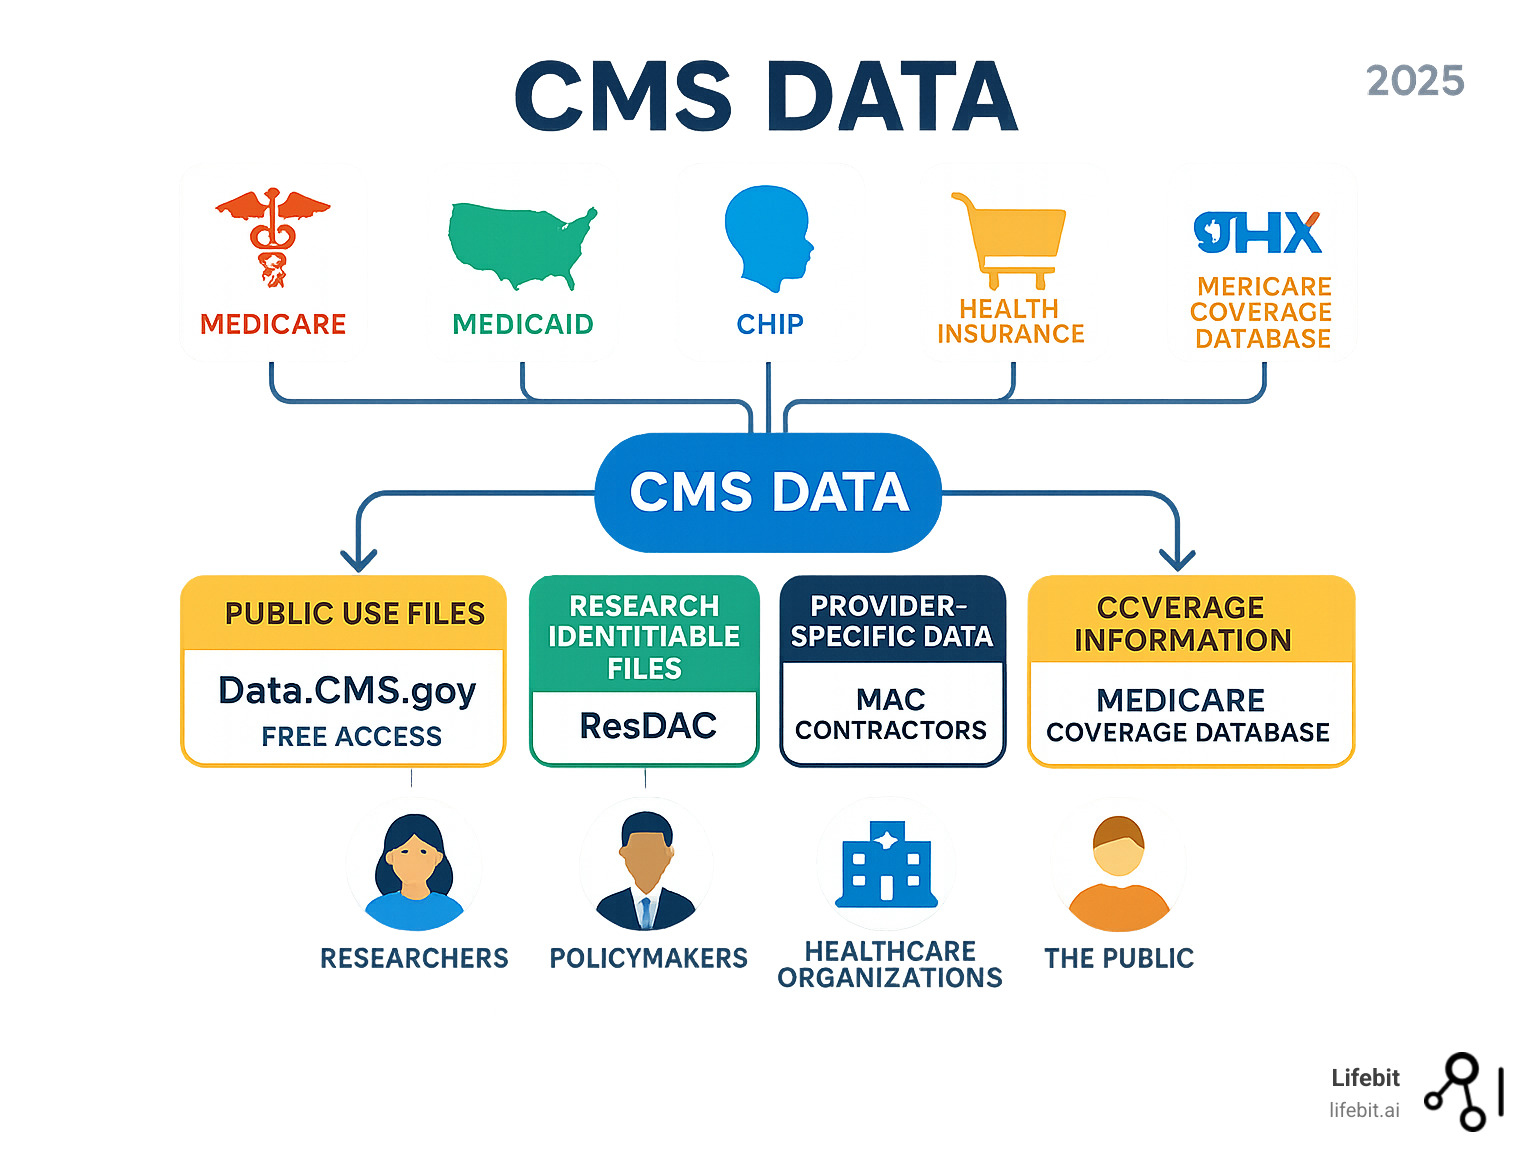 CMS DATA
2025
MEDICARE
MEDICAID
CHIP
HEALTH
INSURANCE
MERICARE
COVERAGE
DATABASE
CMS DATA
PUBLIC USE FILES
Data.CMS.goy
FREE ACCESS
RESEARCH
IDENTITIABLE
FILES
ResDAC
PROVIDER-
SPECIFIC DATA
MAC
CONTRACTORS
CCVERAGE
INFORMATION
MEDICARE
COVERAGE DATABASE
RESEARCHERS
POLICYMAKERS
HEALTHCARE
ORGANIZATIONS
THE PUBLIC
Lifebit
lifebit.ai